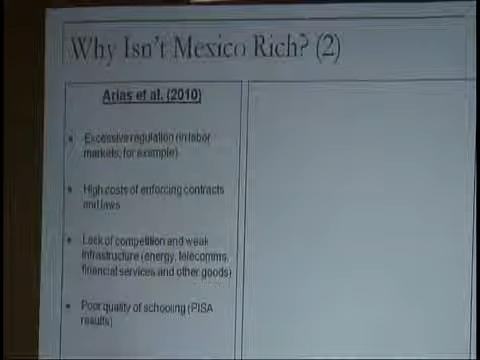 Why Isn't Mexico Rich? (2)
Arias et al. (2010)
• Excessive regulation (in labor
markets, for example)
• High costs of enforcing contracts
and laws
• Lack of competition and weak
infrastructure (energy, telecomms,
financial services and other goods)
• Poor quality of schooling (PISA
results)